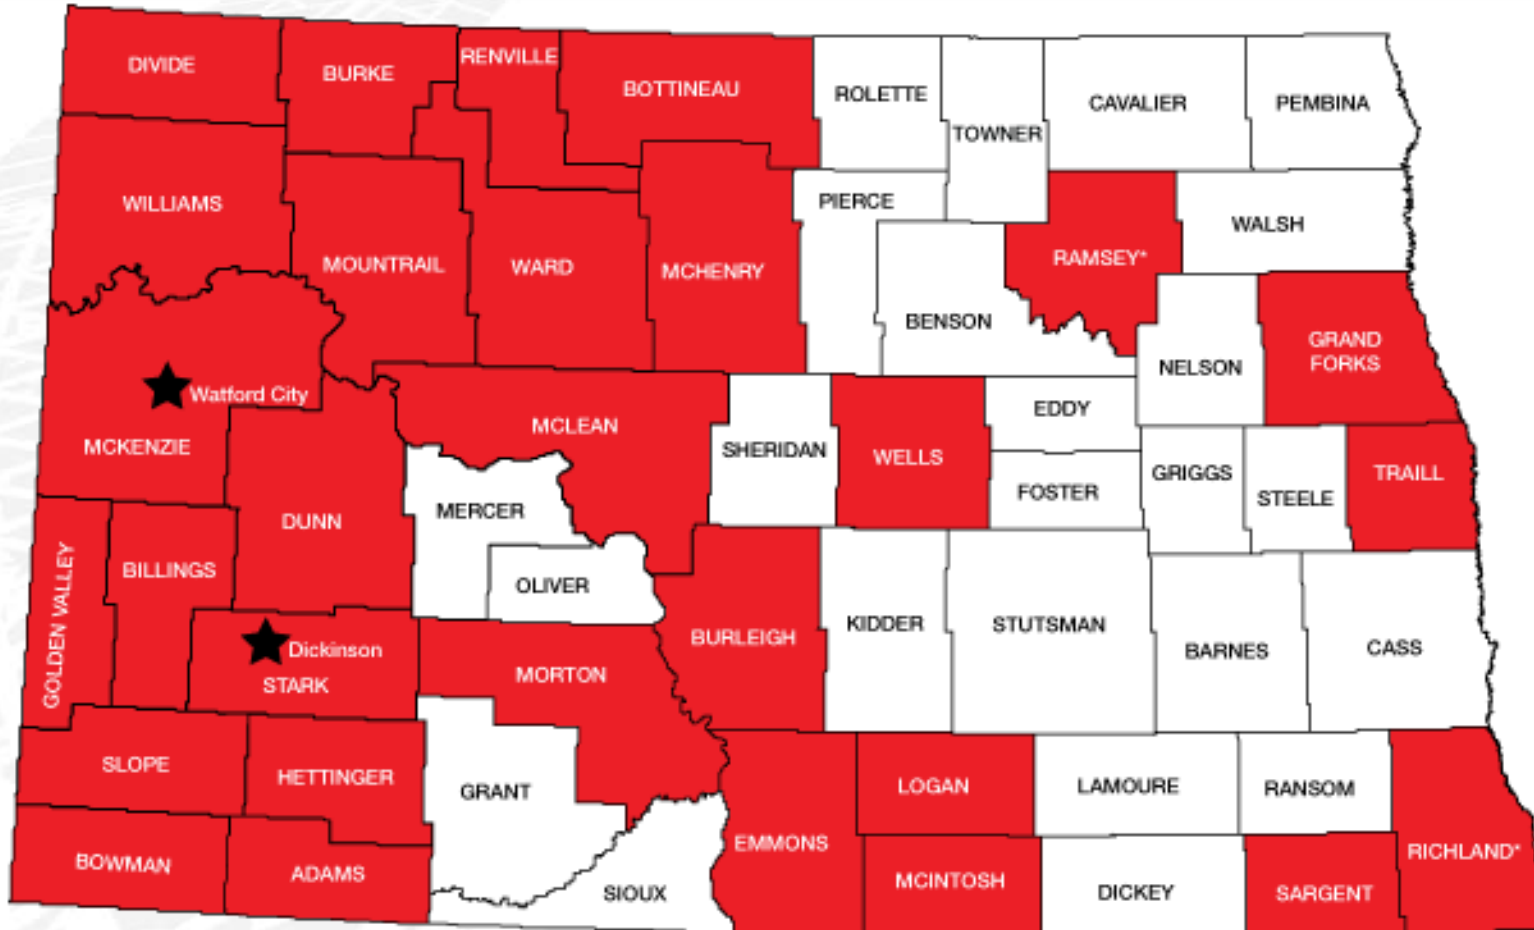 DIVIDE
BURKE
RENVILLE
BOTTINEAU
ROLETTE
TOWNER
CAVALIER
PEMBINA
WILLIAMS
MOUNTRAIL
WARD
MCHENRY
PIERCE
BENSON
RAMSEY*
WALSH
NELSON
GRAND
FORKS
Watford City
MCKENZIE
MCLEAN
SHERIDAN
WELLS
EDDY
FOSTER
GRIGGS
STEELE
TRAILL
GOLDEN VALLEY
BILLINGS
DUNN
MERCER
OLIVER
BURLEIGH
KIDDER
STUTSMAN
BARNES
CASS
Dickinson
STARK
MORTON
SLOPE
HETTINGER
GRANT
LOGAN
LAMOURE
RANSOM
BOWMAN
ADAMS
SIOUX
EMMONS
MCINTOSH
DICKEY
SARGENT
RICHLAND*